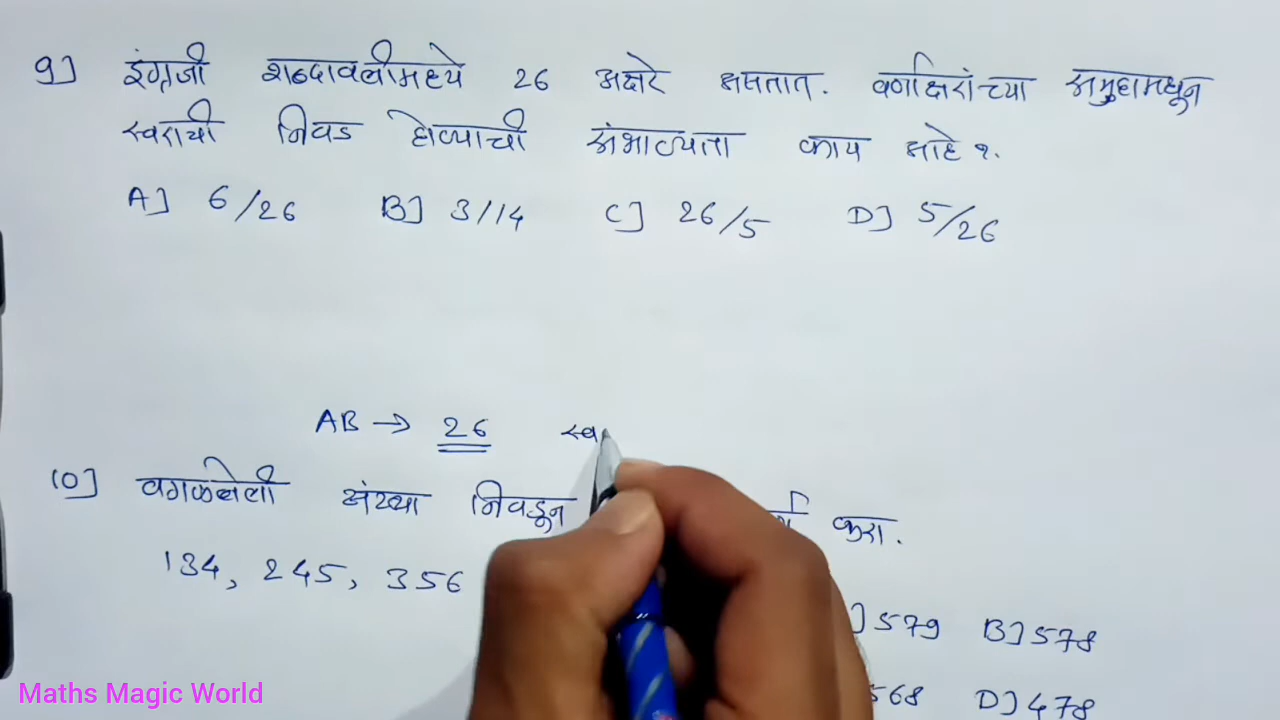 9] इंग्रजी शब्दावलीमध्ये 26 अक्षरे असतात. वर्णाक्षरांच्या समुहामधून
स्वराची निवड होण्याची संभाव्यता काय आहे ?.
A] 6/26 B] 3/14 C] 26/5 D] 5/26
AB → 26 स्व
10] वगळलेली संख्या निवडून करा.
134, 245, 356
] 579 B] 578
568 D] 478
Maths Magic World